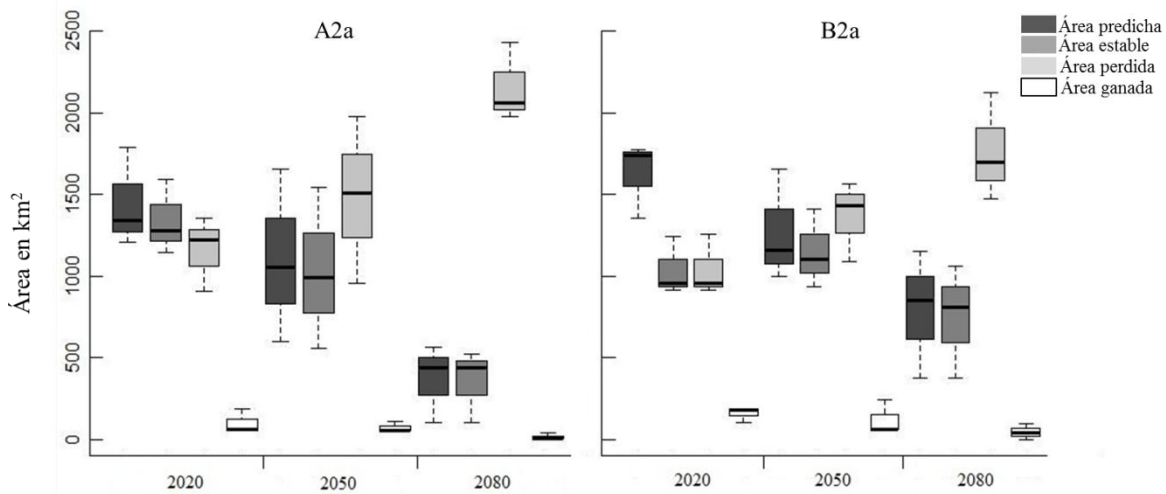 A2a
B2a
Área predicha
Área estable
Área perdida
Área ganada
Área en km²
2500
2000
1500
1000
500
0
2020
2050
2080
2020
2050
2080